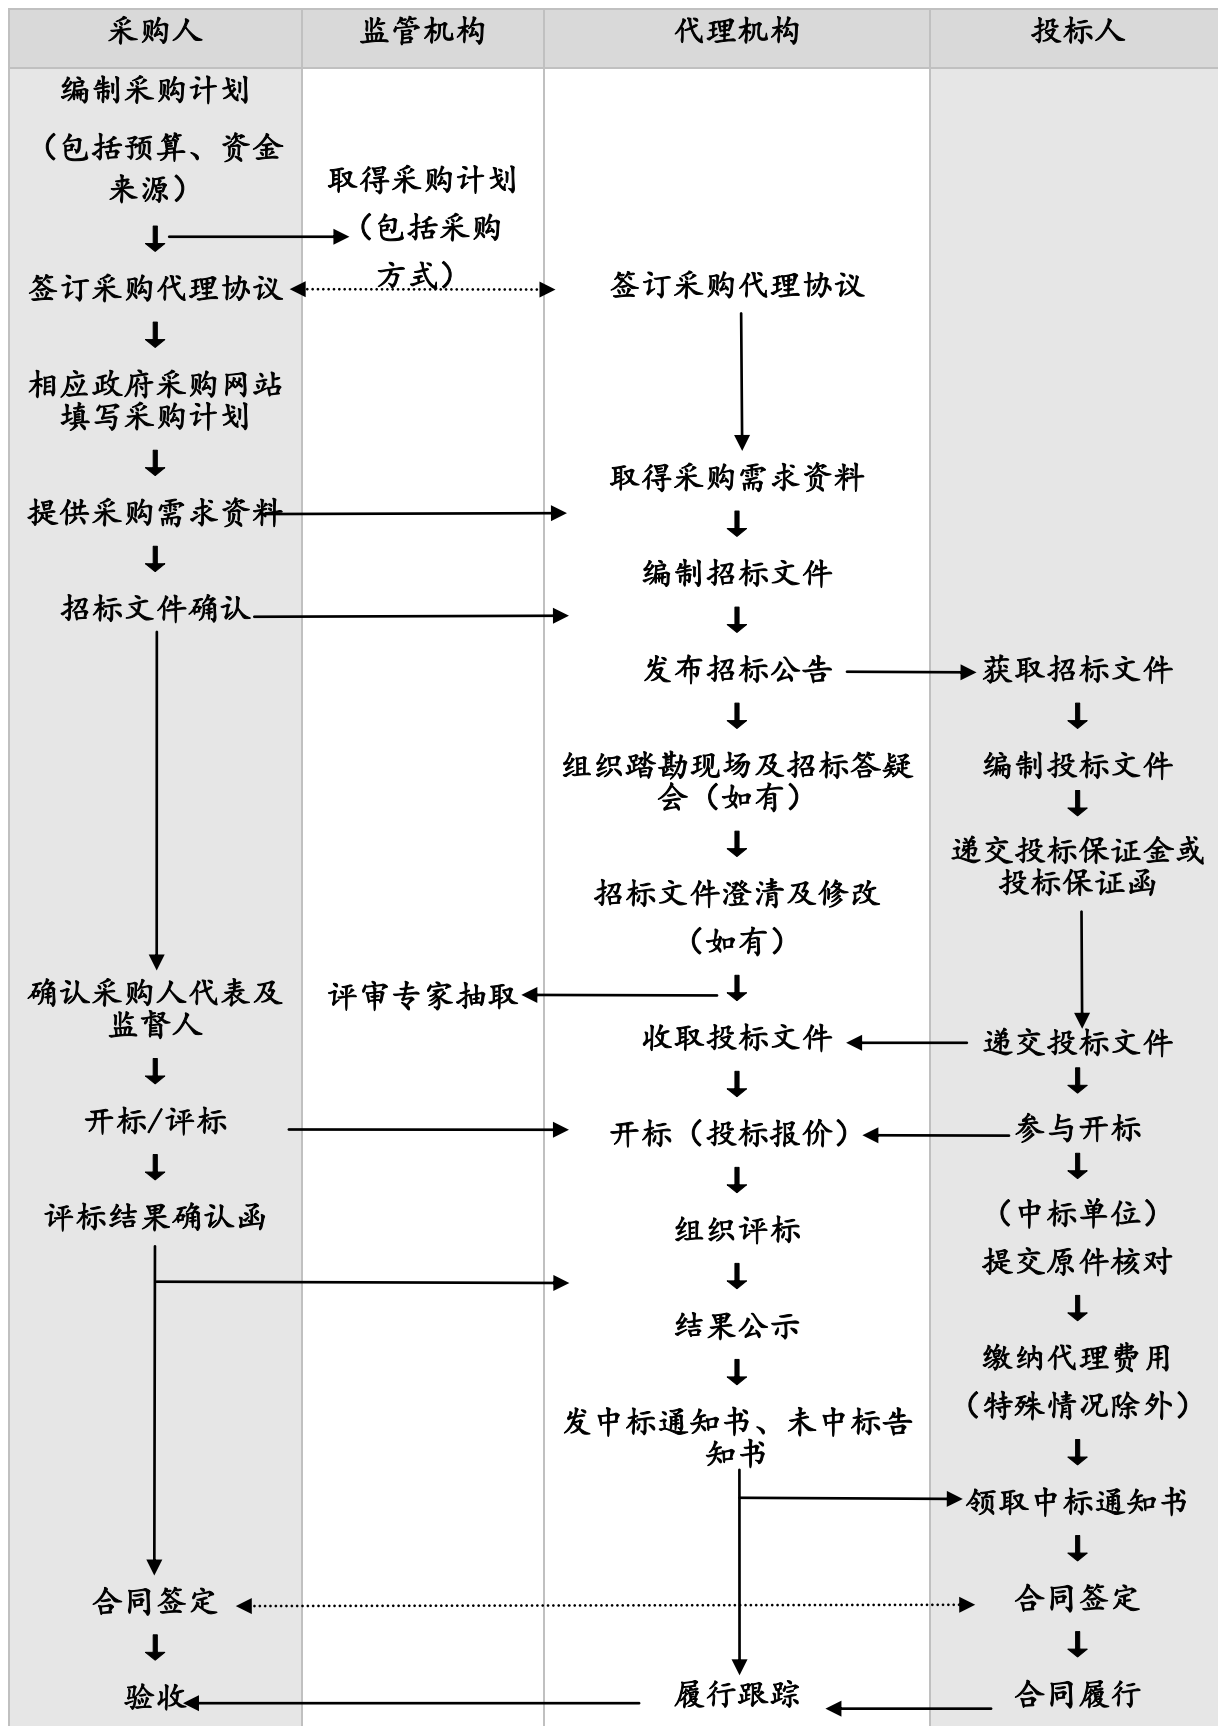 采购人
监管机构
代理机构
投标人
编制采购计划
（包括预算、资金
来源）
签订采购代理协议
相应政府采购网站
填写采购计划
提供采购需求资料
招标文件确认
确认采购人代表及
监督人
开标/评标
评标结果确认函
合同签定
验收
取得采购计划
（包括采购
方式）
评审专家抽取
签订采购代理协议
取得采购需求资料
编制招标文件
发布招标公告
组织踏勘现场及招标答疑
会（如有）
招标文件澄清及修改
（如有）
收取投标文件
开标（投标报价）
组织评标
结果公示
发中标通知书、未中标告
知书
履行跟踪
获取招标文件
编制投标文件
递交投标保证金或
投标保证函
递交投标文件
参与开标
（中标单位）
提交原件核对
缴纳代理费用
（特殊情况除外）
领取中标通知书
合同签定
合同履行